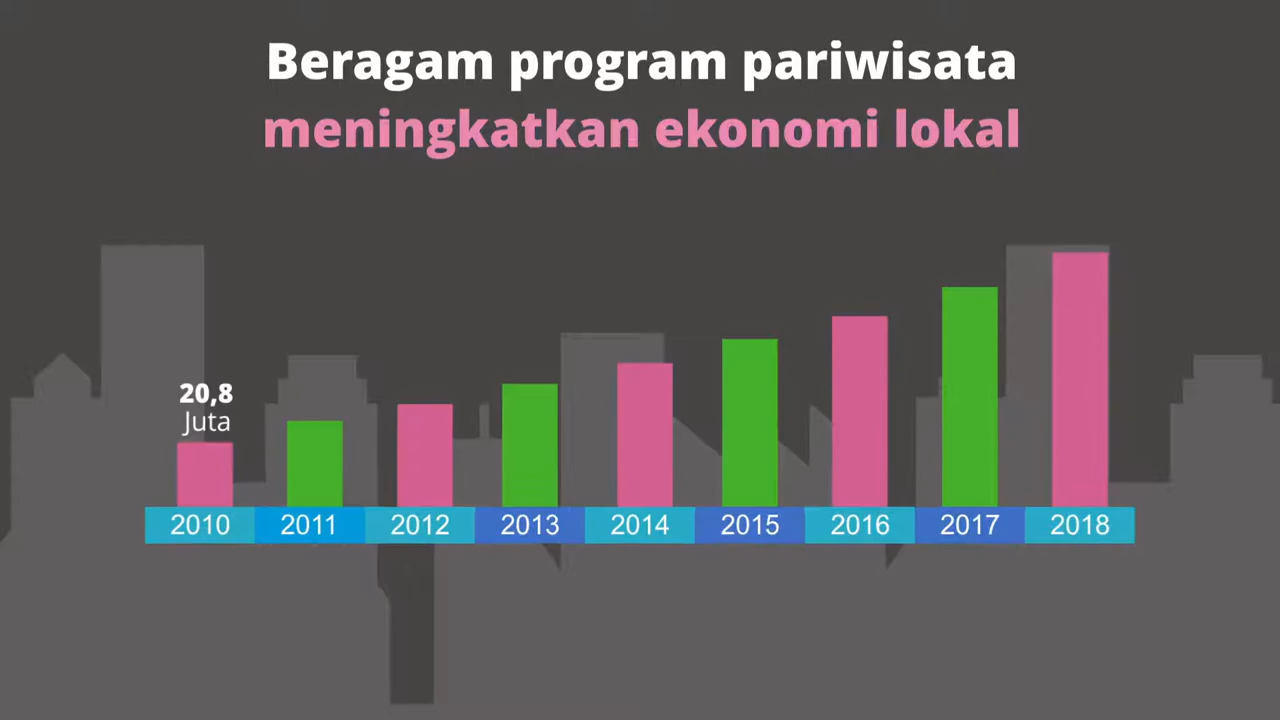 Beragam program pariwisata
meningkatkan ekonomi lokal
20,8
Juta
2010 2011 2012 2013 2014 2015 2016 2017 2018